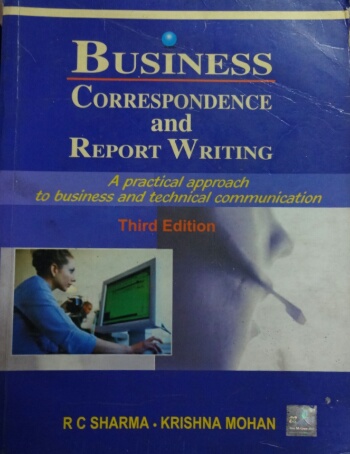 BUSINESS
CORRESPONDENCE
and
REPORT WRITING
A practical approach
to business and technical communication
Third Edition
R C SHARMA • KRISHNA MOHAN